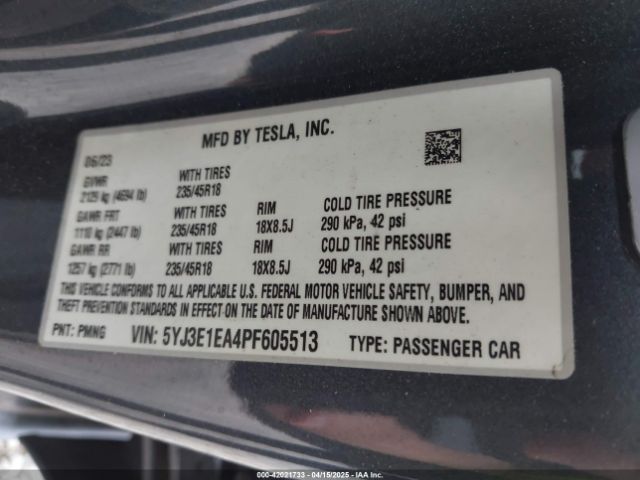 MFD BY TESLA, INC.
06/23
GVWR WITH TIRES
2129 kg (4694 lb) 235/45R18
GAWR FRT WITH TIRES RIM COLD TIRE PRESSURE
1110 kg (2447 lb) 235/45R18 18X8.5J 290 kPa, 42 psi
GAWR RR WITH TIRES RIM COLD TIRE PRESSURE
1257 kg (2771 lb) 235/45R18 18X8.5J 290 kPa, 42 psi
THIS VEHICLE CONFORMS TO ALL APPLICABLE U.S. FEDERAL MOTOR VEHICLE SAFETY, BUMPER, AND
THEFT PREVENTION STANDARDS IN EFFECT ON THE DATE OF MANUFACTURE SHOWN ABOVE.
PNT: PMNG VIN: 5YJ3E1EA4PF605513 TYPE: PASSENGER CAR
000-42021733 - 04/15/2025 - IAA Inc.